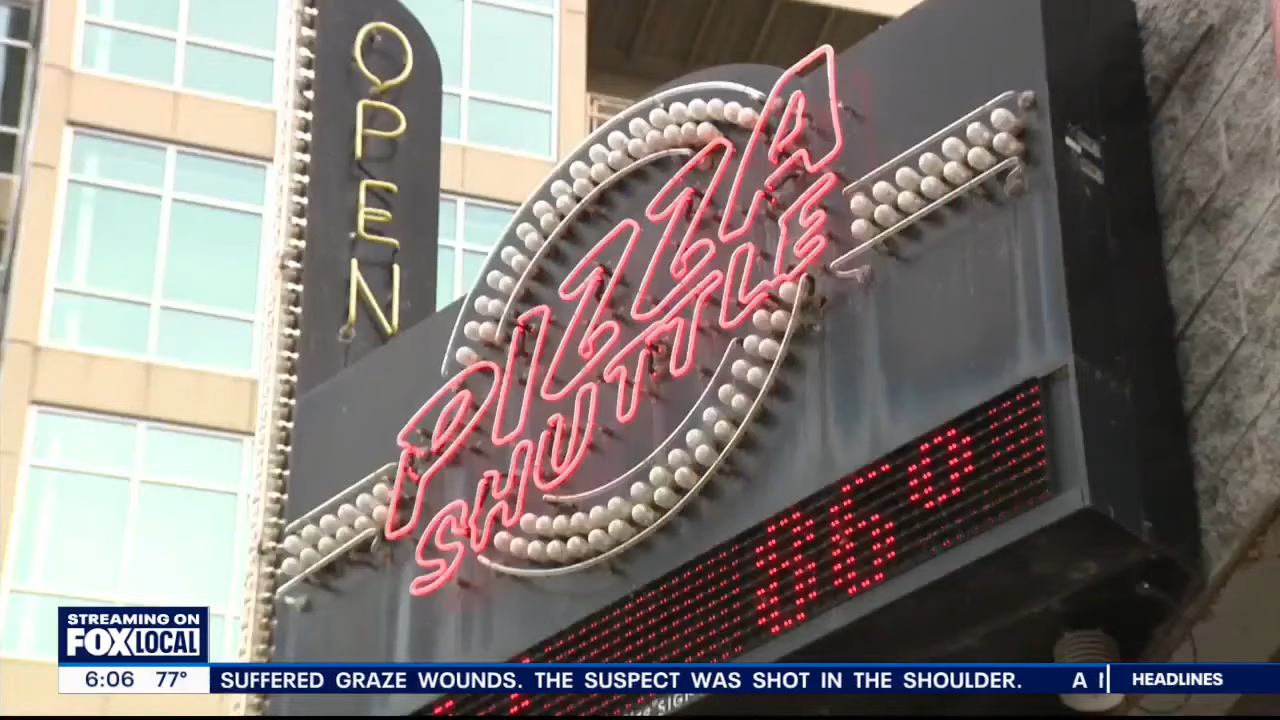 OPEN
PIZZA
SHUTTLE
86°
STREAMING ON
FOX LOCAL
6:06 77° SUFFERED GRAZE WOUNDS. THE SUSPECT WAS SHOT IN THE SHOULDER. A
HEADLINES